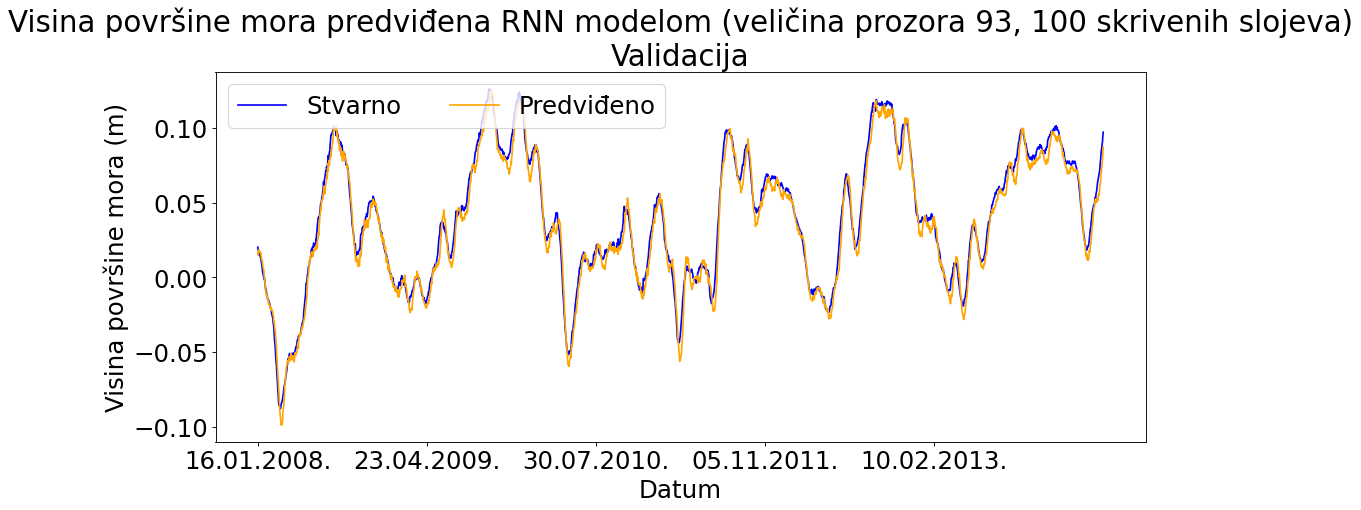 Visina površine mora predviđena RNN modelom (veličina prozora 93, 100 skrivenih slojeva)
Validacija
Stvarno
Predviđeno
Visina površine mora (m)
0.10
0.05
0.00
−0.05
−0.10
16.01.2008.
23.04.2009.
30.07.2010.
05.11.2011.
10.02.2013.
Datum